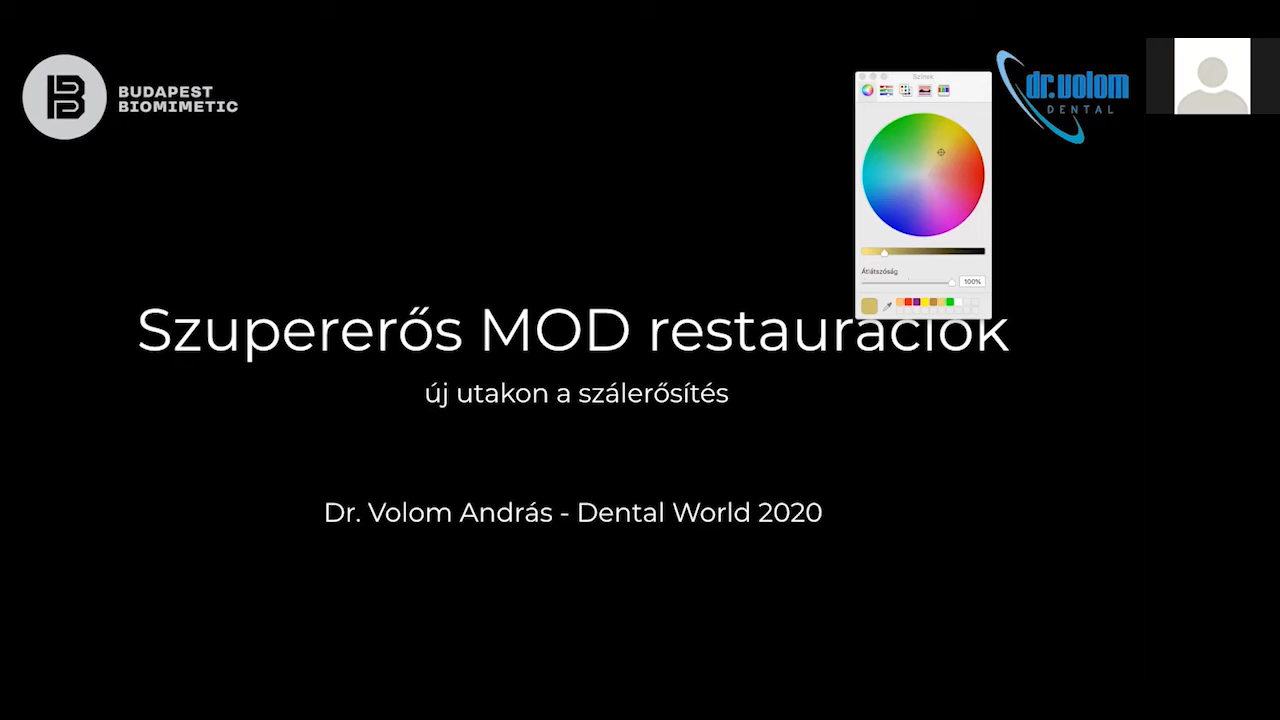 BUDAPEST
BIOMIMETIC
Színek
dr.volom
DENTAL
Átlátszóság
100%
Szupererős MOD restaurációk
új utakon a szálerősítés
Dr. Volom András - Dental World 2020